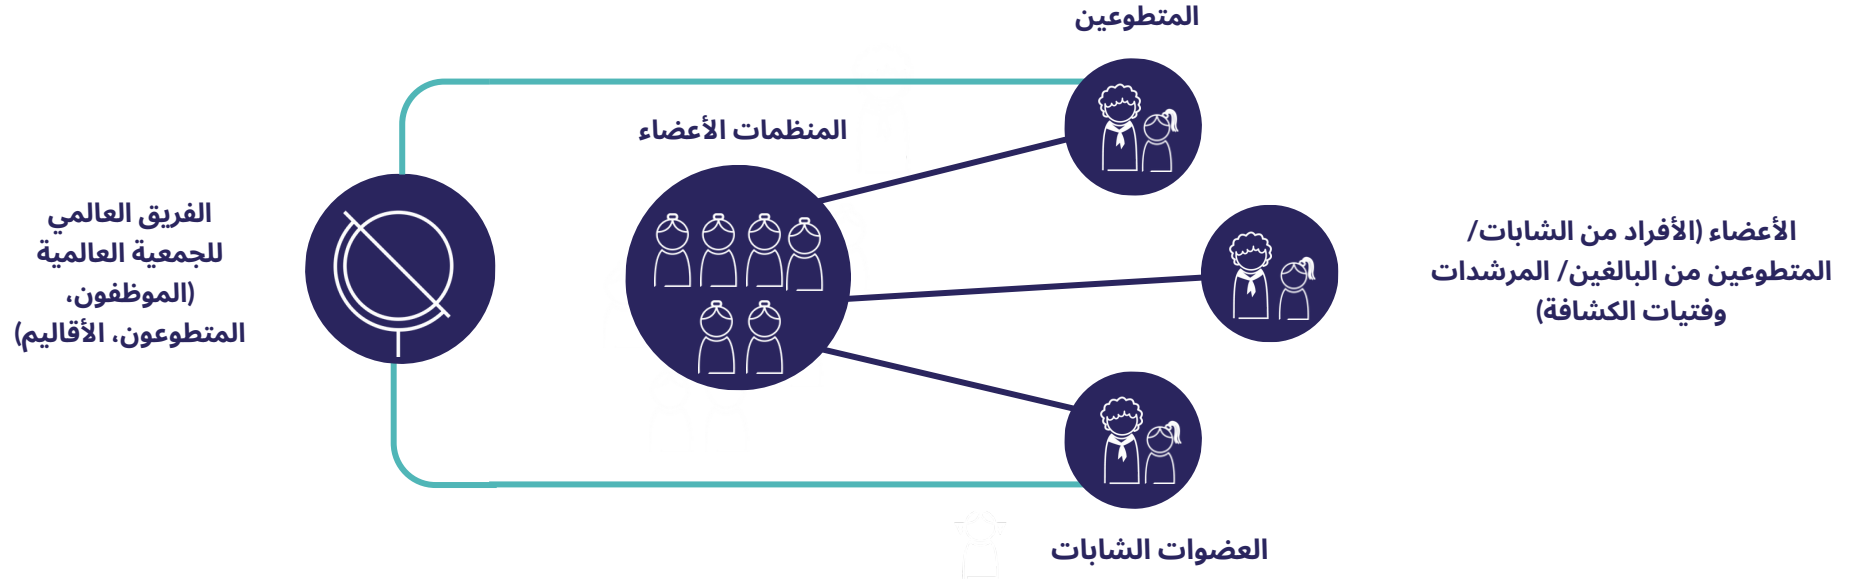 المتطوعين
المنظمات الأعضاء
الأعضاء (الأفراد من الشابات/
المتطوعين من البالغين/ المرشدات
وفتيات الكشافة)
الفريق العالمي
للجمعية العالمية
(الموظفون،
المتطوعون، الأقاليم)
العضوات الشابات